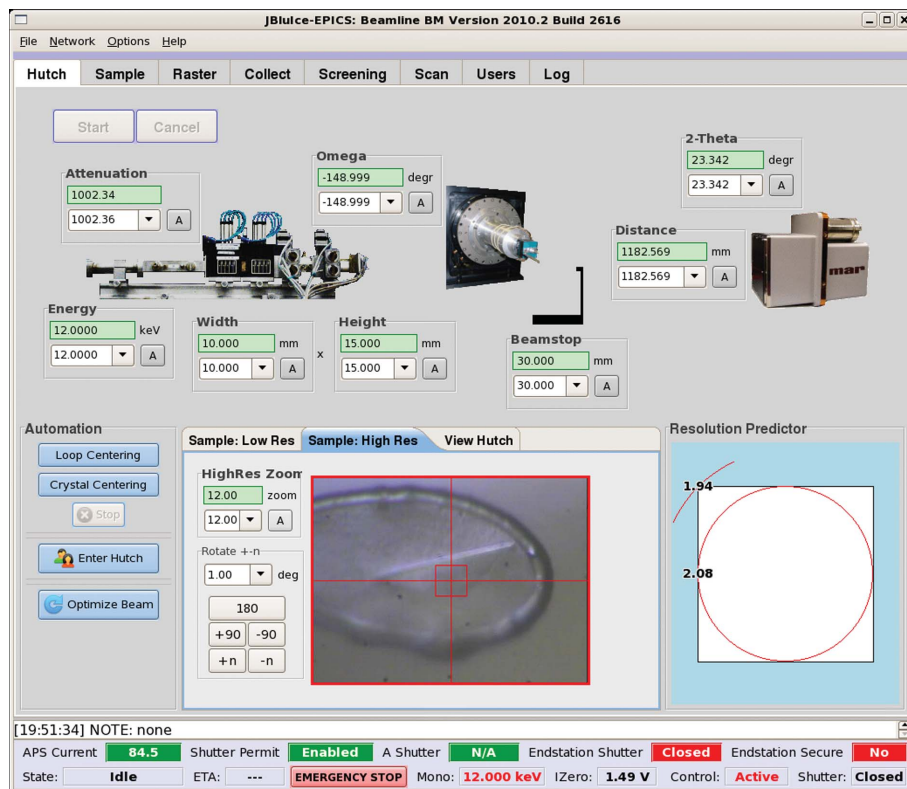 JBluIce-EPICS: Beamline BM Version 2010.2 Build 2616
File Network Options Help
Hutch Sample Raster Collect Screening Scan Users Log
Start Cancel
Attenuation
1002.34
1002.36 A
Omega
-148.999 degr
-148.999 A
2-Theta
23.342 degr
23.342 A
Distance
1182.569 mm
1182.569 A
mar
Energy
12.0000 keV
12.0000 A
Width
10.000 mm
10.000 A
x
Height
15.000 mm
15.000 A
Beamstop
30.000 mm
30.000 A
Automation
Loop Centering
Crystal Centering
Stop
Enter Hutch
Optimize Beam
Sample: Low Res Sample: High Res View Hutch
HighRes Zoom
12.00 zoom
12.00 A
Rotate +-n
1.00 deg
180
+90 -90
+n -n
Resolution Predictor
1.94
2.08
[19:51:34] NOTE: none
APS Current 84.5 Shutter Permit Enabled A Shutter N/A Endstation Shutter Closed Endstation Secure No
State: Idle ETA: --- EMERGENCY STOP Mono: 12.000 keV IZero: 1.49 V Control: Active Shutter: Closed